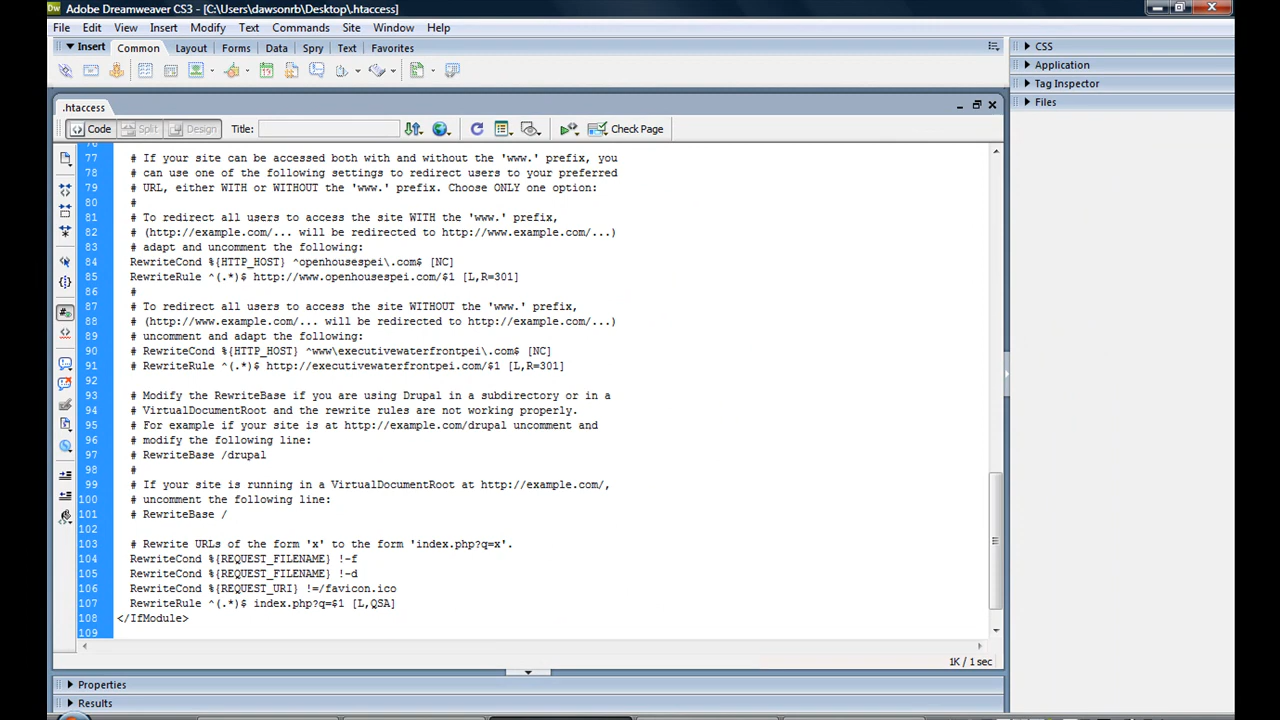 Dw Adobe Dreamweaver CS3 - [C:\Users\dawsonrb\Desktop\.htaccess]
File Edit View Insert Modify Text Commands Site Window Help
Insert Common Layout Forms Data Spry Text Favorites
CSS
Application
Tag Inspector
Files
.htaccess
Code Split Design Title: Check Page
76
77 # If your site can be accessed both with and without the 'www.' prefix, you
78 # can use one of the following settings to redirect users to your preferred
79 # URL, either WITH or WITHOUT the 'www.' prefix. Choose ONLY one option:
80 #
81 # To redirect all users to access the site WITH the 'www.' prefix,
82 # (http://example.com/... will be redirected to http://www.example.com/...)
83 # adapt and uncomment the following:
84 RewriteCond %{HTTP_HOST} ^openhousespei\.com$ [NC]
85 RewriteRule ^(.*)$ http://www.openhousespei.com/$1 [L,R=301]
86 #
87 # To redirect all users to access the site WITHOUT the 'www.' prefix,
88 # (http://www.example.com/... will be redirected to http://example.com/...)
89 # uncomment and adapt the following:
90 # RewriteCond %{HTTP_HOST} ^www\executivewaterfrontpei\.com$ [NC]
91 # RewriteRule ^(.*)$ http://executivewaterfrontpei.com/$1 [L,R=301]
92
93 # Modify the RewriteBase if you are using Drupal in a subdirectory or in a
94 # VirtualDocumentRoot and the rewrite rules are not working properly.
95 # For example if your site is at http://example.com/drupal uncomment and
96 # modify the following line:
97 # RewriteBase /drupal
98 #
99 # If your site is running in a VirtualDocumentRoot at http://example.com/,
100 # uncomment the following line:
101 # RewriteBase /
102
103 # Rewrite URLs of the form 'x' to the form 'index.php?q=x'.
104 RewriteCond %{REQUEST_FILENAME} !-f
105 RewriteCond %{REQUEST_FILENAME} !-d
106 RewriteCond %{REQUEST_URI} !=/favicon.ico
107 RewriteRule ^(.*)$ index.php?q=$1 [L,QSA]
108 </IfModule>
109
1K / 1 sec
Properties
Results